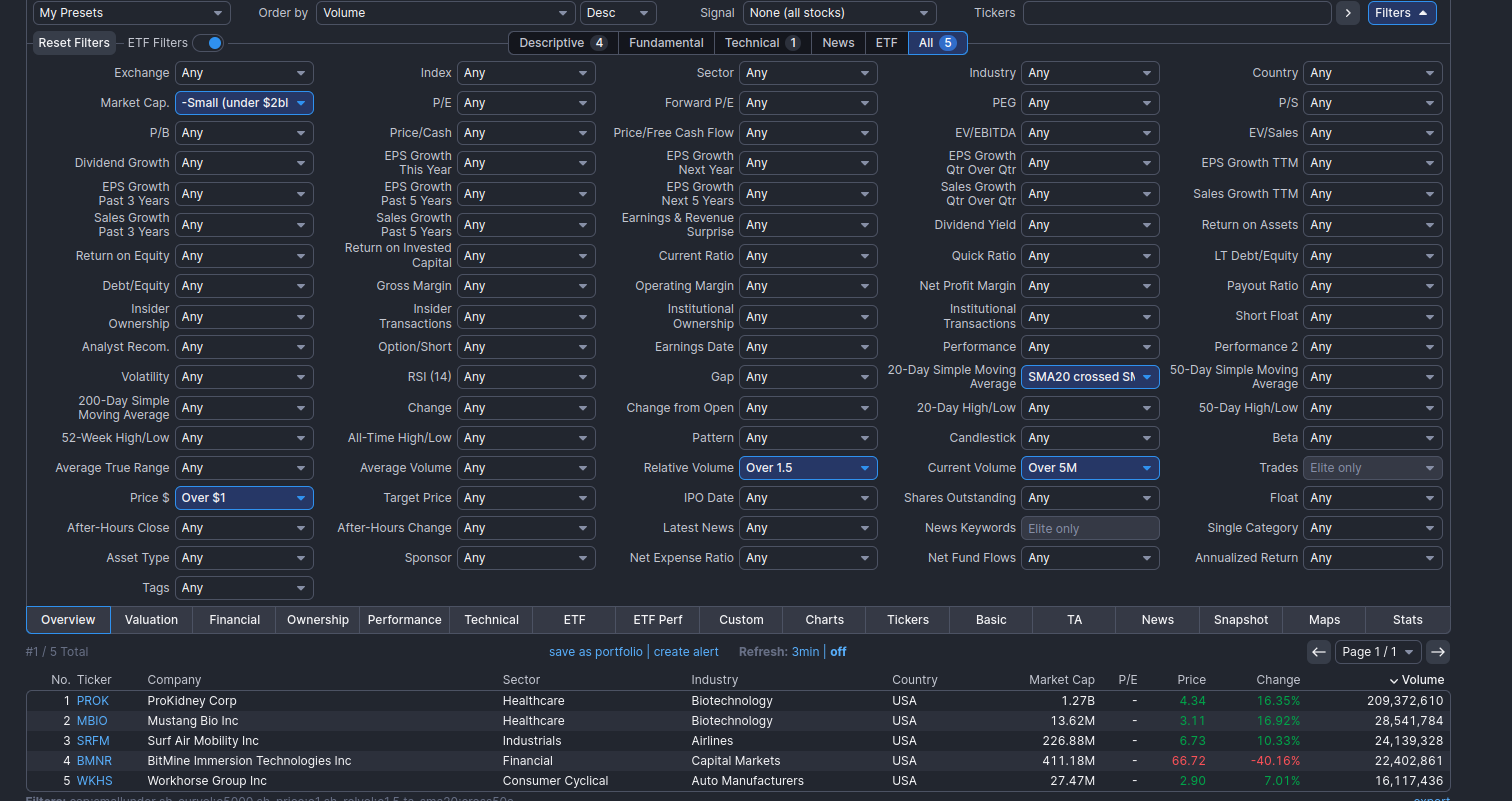 My Presets Order by Volume Desc Signal None (all stocks) Tickers > Filters
Reset Filters ETF Filters Descriptive 4 Fundamental Technical 1 News ETF All 5
Exchange Any Index Any Sector Any Industry Any Country Any
Market Cap. -Small (under $2bl P/E Any Forward P/E Any PEG Any P/S Any
P/B Any Price/Cash Any Price/Free Cash Flow Any EV/EBITDA Any EV/Sales Any
Dividend Growth Any EPS Growth This Year Any EPS Growth Next Year Any EPS Growth Qtr Over Qtr Any EPS Growth TTM Any
EPS Growth Past 3 Years Any EPS Growth Past 5 Years Any EPS Growth Next 5 Years Any Sales Growth Qtr Over Qtr Any Sales Growth TTM Any
Sales Growth Past 3 Years Any Sales Growth Past 5 Years Any Earnings & Revenue Surprise Any Dividend Yield Any Return on Assets Any
Return on Equity Any Return on Invested Capital Any Current Ratio Any Quick Ratio Any LT Debt/Equity Any
Debt/Equity Any Gross Margin Any Operating Margin Any Net Profit Margin Any Payout Ratio Any
Insider Ownership Any Insider Transactions Any Institutional Ownership Any Institutional Transactions Any Short Float Any
Analyst Recom. Any Option/Short Any Earnings Date Any Performance Any Performance 2 Any
Volatility Any RSI (14) Any Gap Any 20-Day Simple Moving Average SMA20 crossed SM 50-Day Simple Moving Average Any
200-Day Simple Moving Average Any Change Any Change from Open Any 20-Day High/Low Any 50-Day High/Low Any
52-Week High/Low Any All-Time High/Low Any Pattern Any Candlestick Any Beta Any
Average True Range Any Average Volume Any Relative Volume Over 1.5 Current Volume Over 5M Trades Elite only
Price $ Over $1 Target Price Any IPO Date Any Shares Outstanding Any Float Any
After-Hours Close Any After-Hours Change Any Latest News Any News Keywords Elite only Single Category Any
Asset Type Any Sponsor Any Net Expense Ratio Any Net Fund Flows Any Annualized Return Any
Tags Any
Overview Valuation Financial Ownership Performance Technical ETF ETF Perf Custom Charts Tickers Basic TA News Snapshot Maps Stats
#1 / 5 Total save as portfolio | create alert Refresh: 3min | off Page 1 / 1
No. Ticker Company Sector Industry Country Market Cap P/E Price Change Volume
1 PROK ProKidney Corp Healthcare Biotechnology USA 1.27B - 4.34 16.35% 209,372,610
2 MBIO Mustang Bio Inc Healthcare Biotechnology USA 13.62M - 3.11 16.92% 28,541,784
3 SRFM Surf Air Mobility Inc Industrials Airlines USA 226.88M - 6.73 10.33% 24,139,328
4 BMNR BitMine Immersion Technologies Inc Financial Capital Markets USA 411.18M - 66.72 -40.16% 22,402,861
5 WKHS Workhorse Group Inc Consumer Cyclical Auto Manufacturers USA 27.47M - 2.90 7.01% 16,117,436